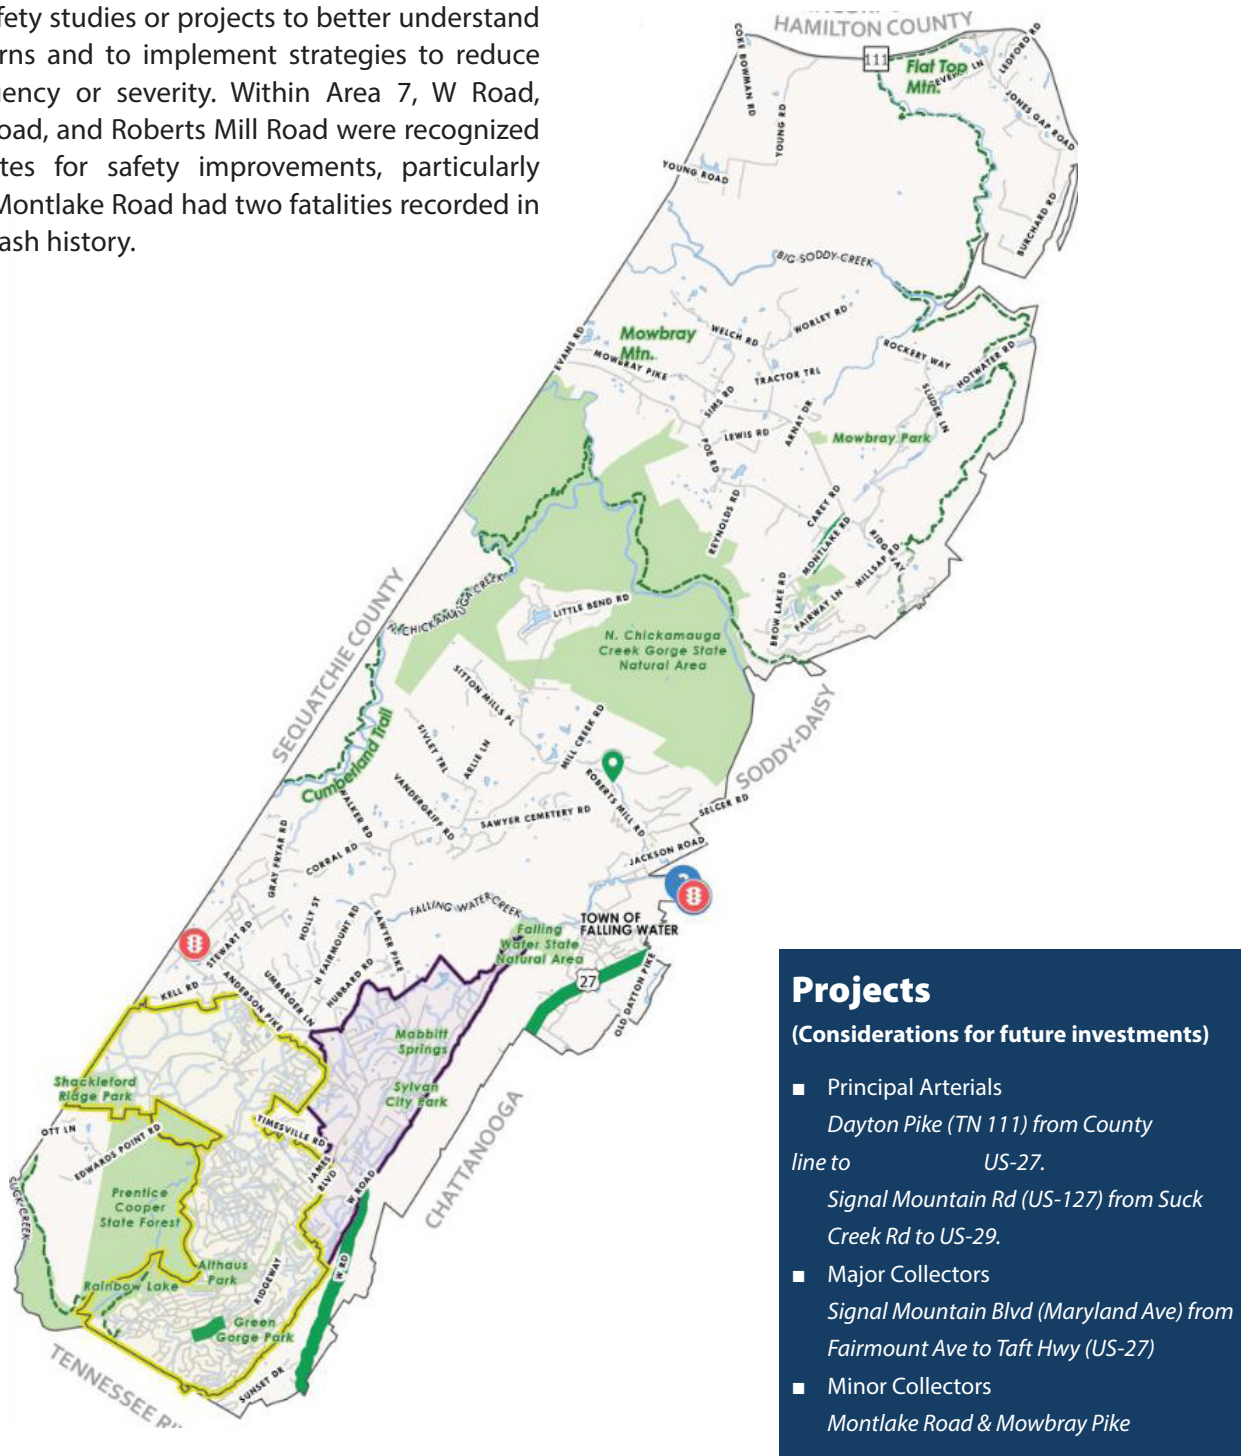 fety studies or projects to better understand
rns and to implement strategies to reduce
ency or severity. Within Area 7, W Road,
oad, and Roberts Mill Road were recognized
tes for safety improvements, particularly
Montlake Road had two fatalities recorded in
ash history.
HAMILTON COUNTY
COKE BOWMAN RD
111
Flat Top
Mtn.
LEDFORD RD
JONES GAP ROAD
YOUNG RD
YOUNG ROAD
BURCHARD RD
BIG SODDY CREEK
EVANS RD
Mowbray
Mtn.
MOWBRAY PIKE
WELCH RD
WORLEY RD
ROCKERY WAY
HOTWATER RD
TRACTOR TRL
SIMS RD
SLUDER LN
ARNAT DR
LEWIS RD
Mowbray Park
POE RD
REYNOLDS RD
CAREY RD
MONTLAKE RD
MILLSAP RD
BROW LAKE RD
FAIRWAY LN
SEQUATCHIE COUNTY
N. CHICKAMAUGA CREEK
LITTLE BEND RD
N. Chickamauga
Creek Gorge State
Natural Area
SODDY-DAISY
SITTON MILLS PL
SIVLEY TRL
ARLIE LN
MILL CREEK RD
Cumberland Trail
WALKER RD
VANDERGRIFF RD
ROBERTS MILL RD
SAWYER CEMETERY RD
SELCER RD
JACKSON ROAD
GRAY FRYAR RD
CORRAL RD
FALLING WATER CREEK
HOLLY ST
N FAIRMOUNT RD
SAWYER PIKE
STEWART RD
TOWN OF
FALLING WATER
Falling
Water State
Natural Area
27
OLD DAYTON PIKE
KELL RD
ANDERSON PIKE
UMBARGER LN
HUBBARD RD
Mabbitt
Springs
Sylvan
City Park
Shackleford
Ridge Park
TIMESVILLE RD
OTT LN
EDWARDS POINT RD
JAMES
BLVD
W ROAD
CHATTANOOGA
SUCK CREEK
Prentice
Cooper
State Forest
Althaus
Park
Rainbow Lake
RIDGEWAY
W RD
Green
Gorge Park
SUNSET DR
TENNESSEE RI
Projects
(Considerations for future investments)
■ Principal Arterials
Dayton Pike (TN 111) from County
line to US-27.
Signal Mountain Rd (US-127) from Suck
Creek Rd to US-29.
■ Major Collectors
Signal Mountain Blvd (Maryland Ave) from
Fairmount Ave to Taft Hwy (US-27)
■ Minor Collectors
Montlake Road & Mowbray Pike